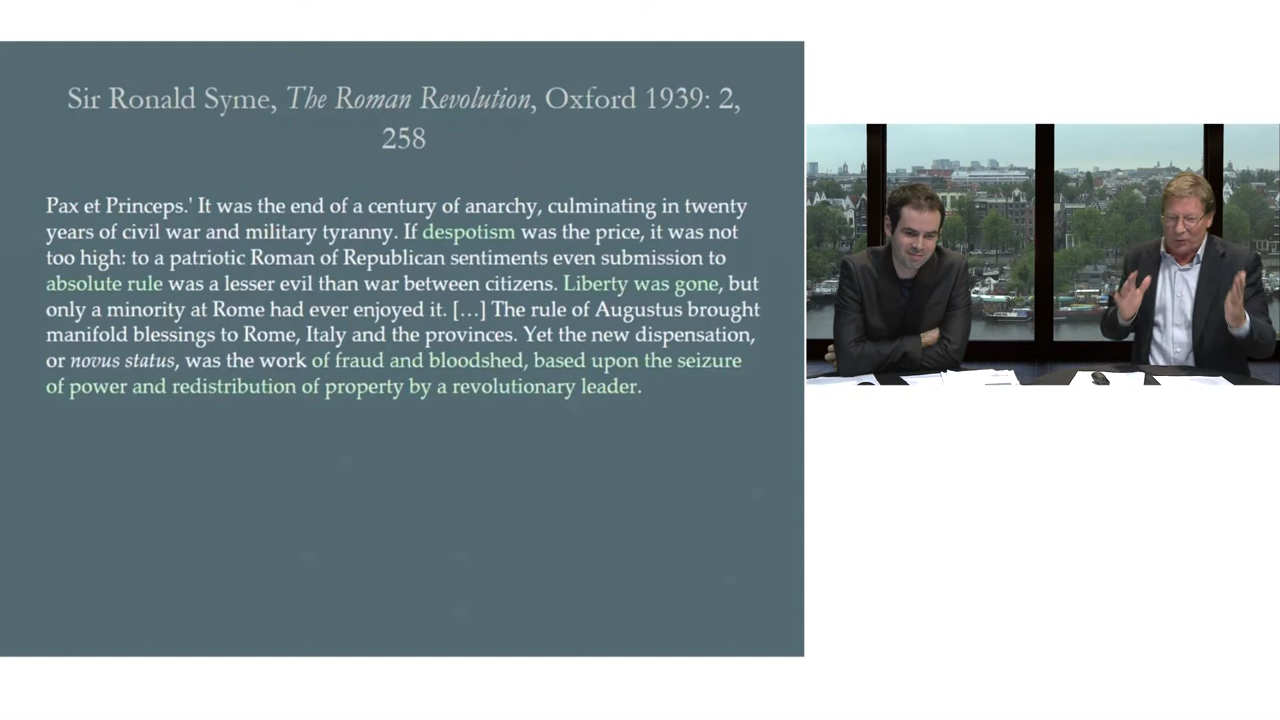 Sir Ronald Syme, The Roman Revolution, Oxford 1939: 2,
258
Pax et Princeps.' It was the end of a century of anarchy, culminating in twenty
years of civil war and military tyranny. If despotism was the price, it was not
too high: to a patriotic Roman of Republican sentiments even submission to
absolute rule was a lesser evil than war between citizens. Liberty was gone, but
only a minority at Rome had ever enjoyed it. [...] The rule of Augustus brought
manifold blessings to Rome, Italy and the provinces. Yet the new dispensation,
or novus status, was the work of fraud and bloodshed, based upon the seizure
of power and redistribution of property by a revolutionary leader.